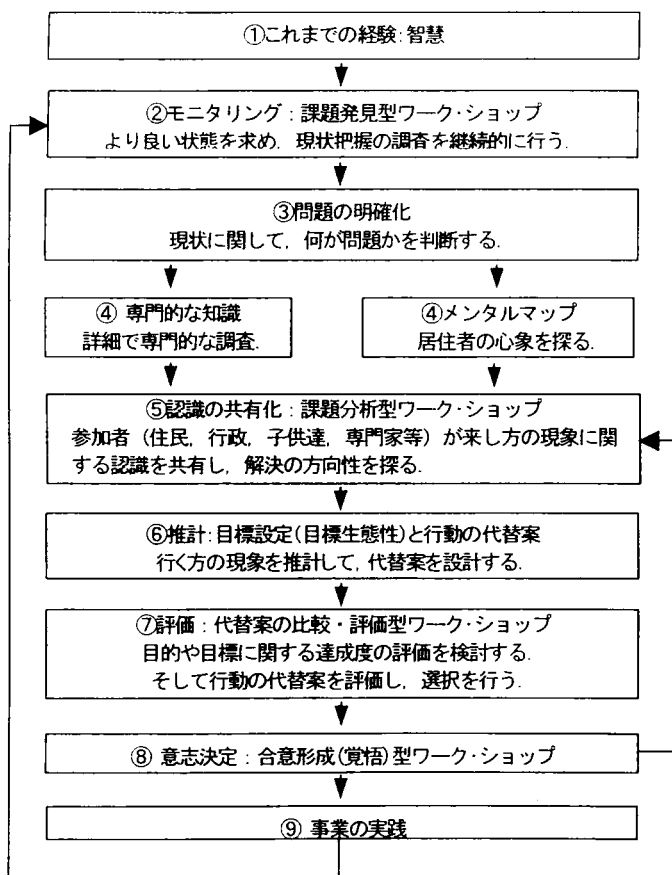 ①これまでの経験:智慧
②モニタリング:課題発見型ワーク・ショップ
より良い状態を求め,現状把握の調査を継続的に行う.
③問題の明確化
現状に関して,何が問題かを判断する.
④ 専門的な知識
詳細で専門的な調査.
④メンタルマップ
居住者の心象を探る.
⑤認識の共有化:課題分析型ワーク・ショップ
参加者(住民,行政,子供達,専門家等)が来し方の現象に関
する認識を共有し,解決の方向性を探る.
⑥推計:目標設定(目標生態性)と行動の代替案
行く方の現象を推計して,代替案を設計する.
⑦評価:代替案の比較・評価型ワーク・ショップ
目的や目標に関する達成度の評価を検討する.
そして行動の代替案を評価し,選択を行う.
⑧ 意志決定:合意形成(覚悟)型ワーク・ショップ
⑨ 事業の実践